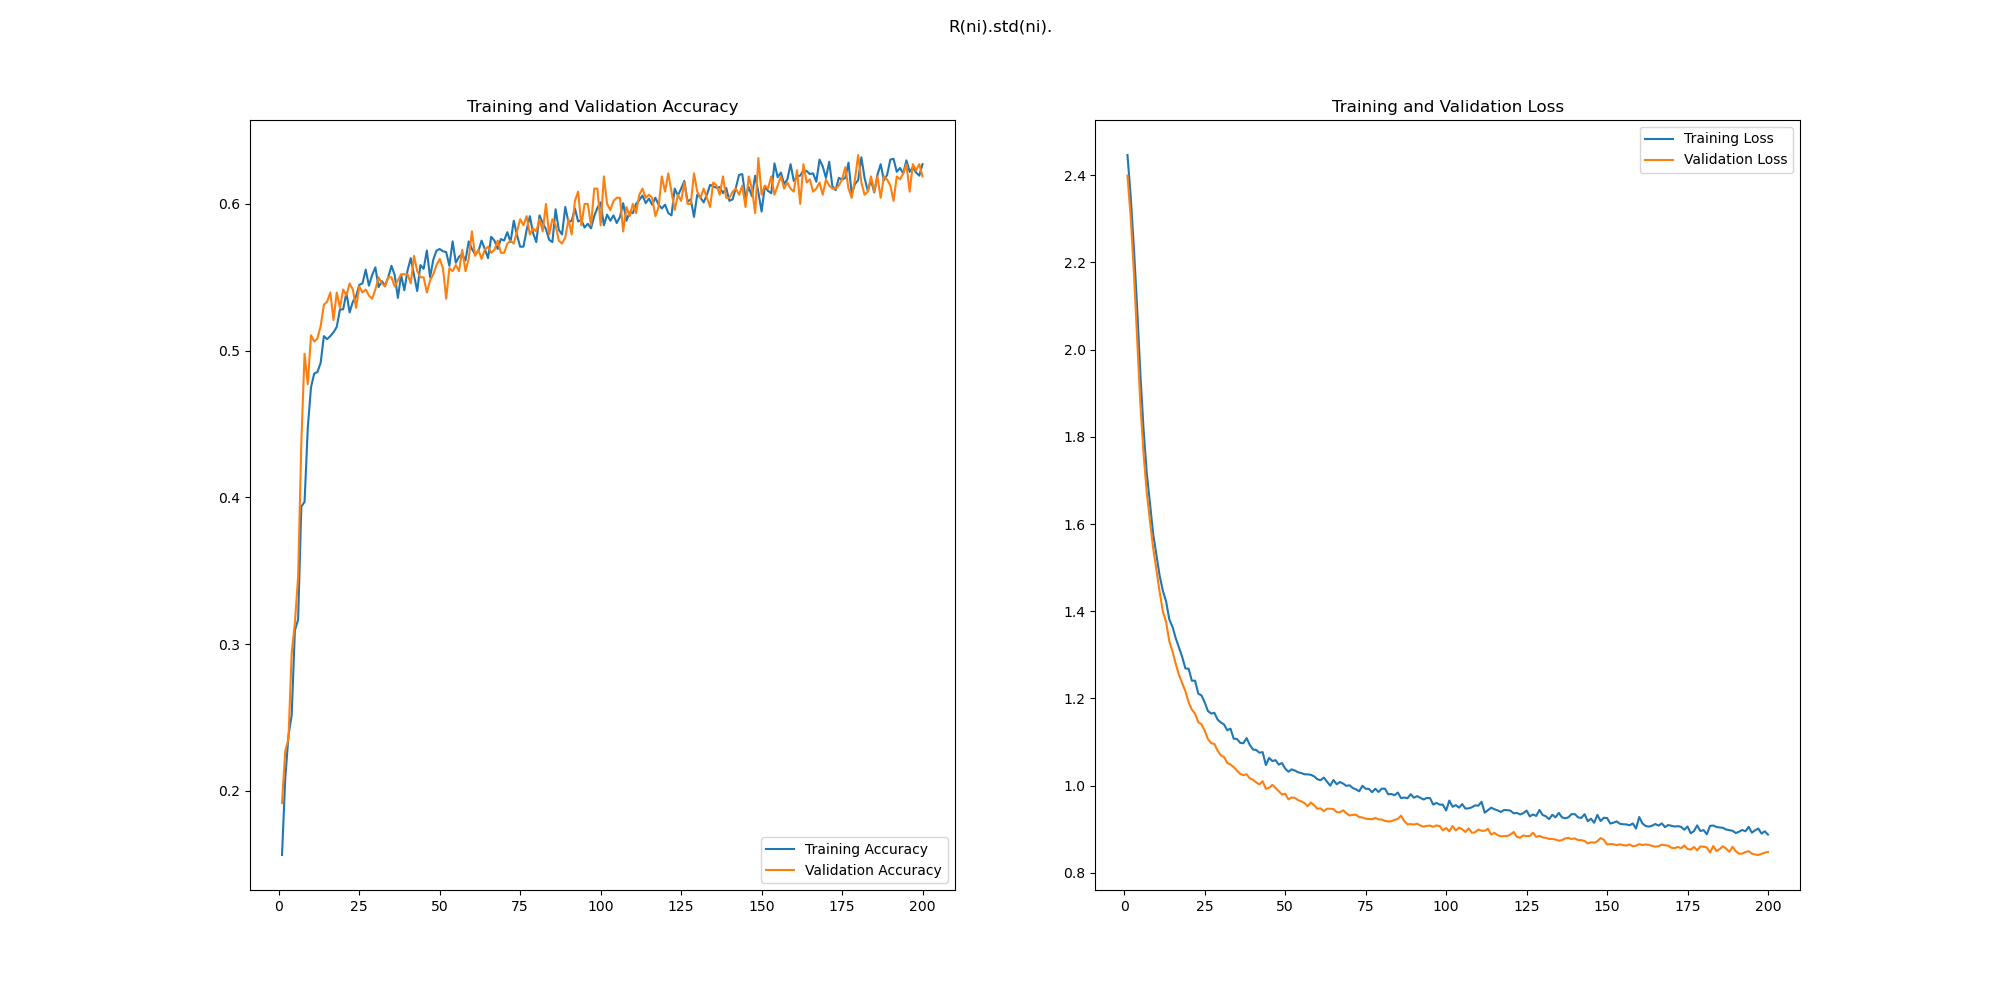 R(ni).std(ni).
Training and Validation Accuracy
0.6
0.5
0.4
0.3
0.2
0 25 50 75 100 125 150 175 200
Training Accuracy
Validation Accuracy
Training and Validation Loss
2.4
2.2
2.0
1.8
1.6
1.4
1.2
1.0
0.8
0 25 50 75 100 125 150 175 200
Training Loss
Validation Loss